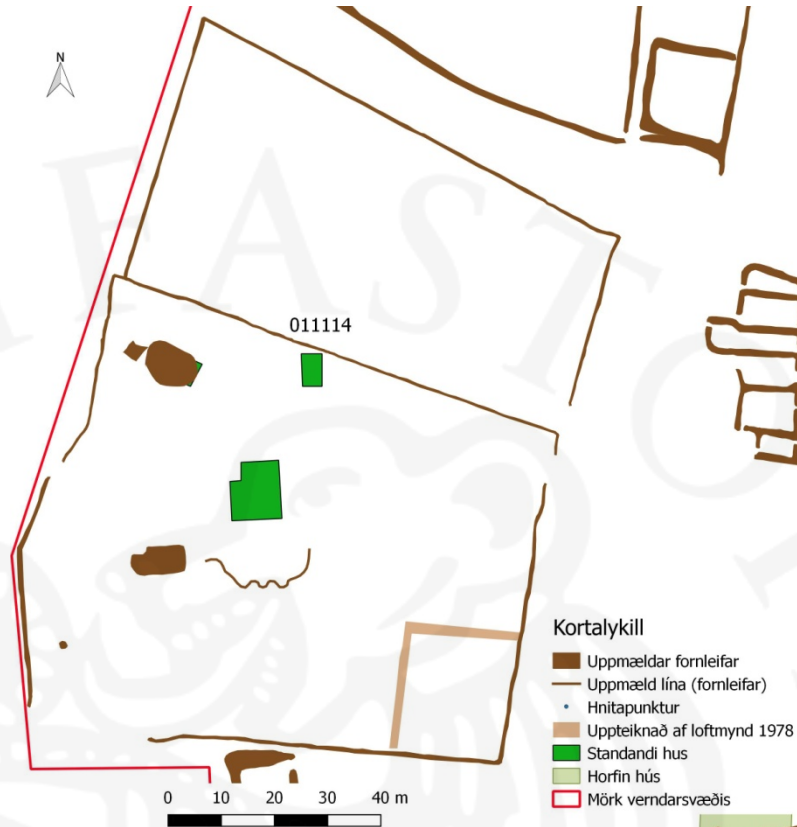 N
011114
Kortalykill
Uppmældar fornleifar
Uppmæld lína (fornleifar)
Hnitapunktur
Uppteiknað af loftmynd 1978
Standandi hus
Horfin hús
Mörk verndarsvæðis
0 10 20 30 40 m